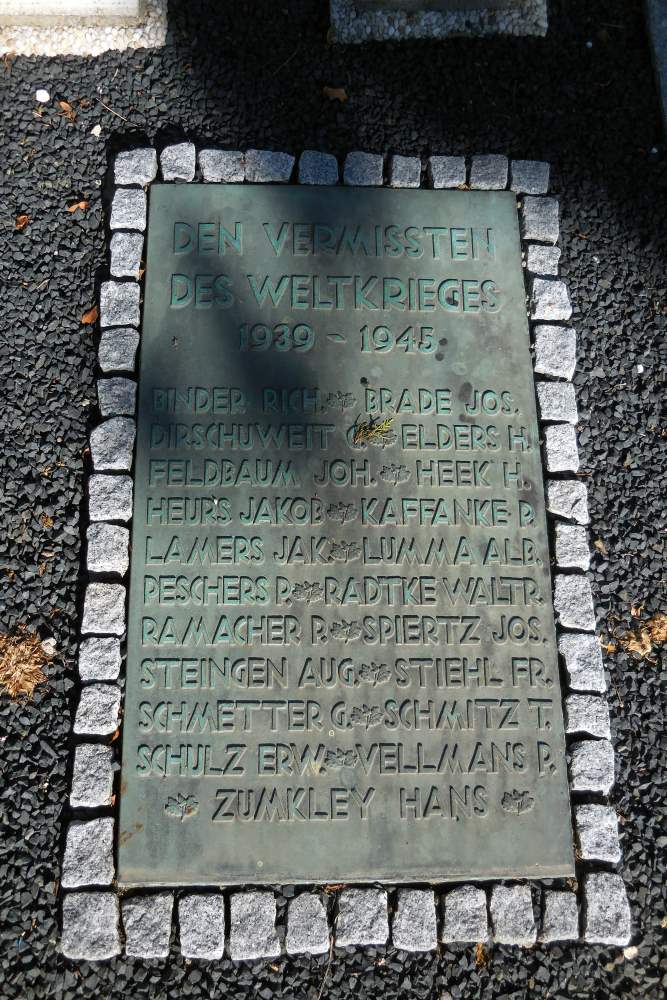 DEN VERMISSTEN
DES WELTKRIEGES
1939 - 1945
BINDER RICH. BRADE JOS.
DIRSCHUWEIT G. ELDERS H.
FELDBAUM JOH. HEEK H.
HEURS JAKOB KAFFANKE P.
LAMERS JAK. LUMMA ALB.
PESCHERS P. RADTKE WALTR.
RAMACHER P. SPIERTZ JOS.
STEINGEN AUG. STIEHL FR.
SCHMETTER G. SCHMITZ T.
SCHULZ ERW. VELLMANS P.
ZUMKLEY HANS